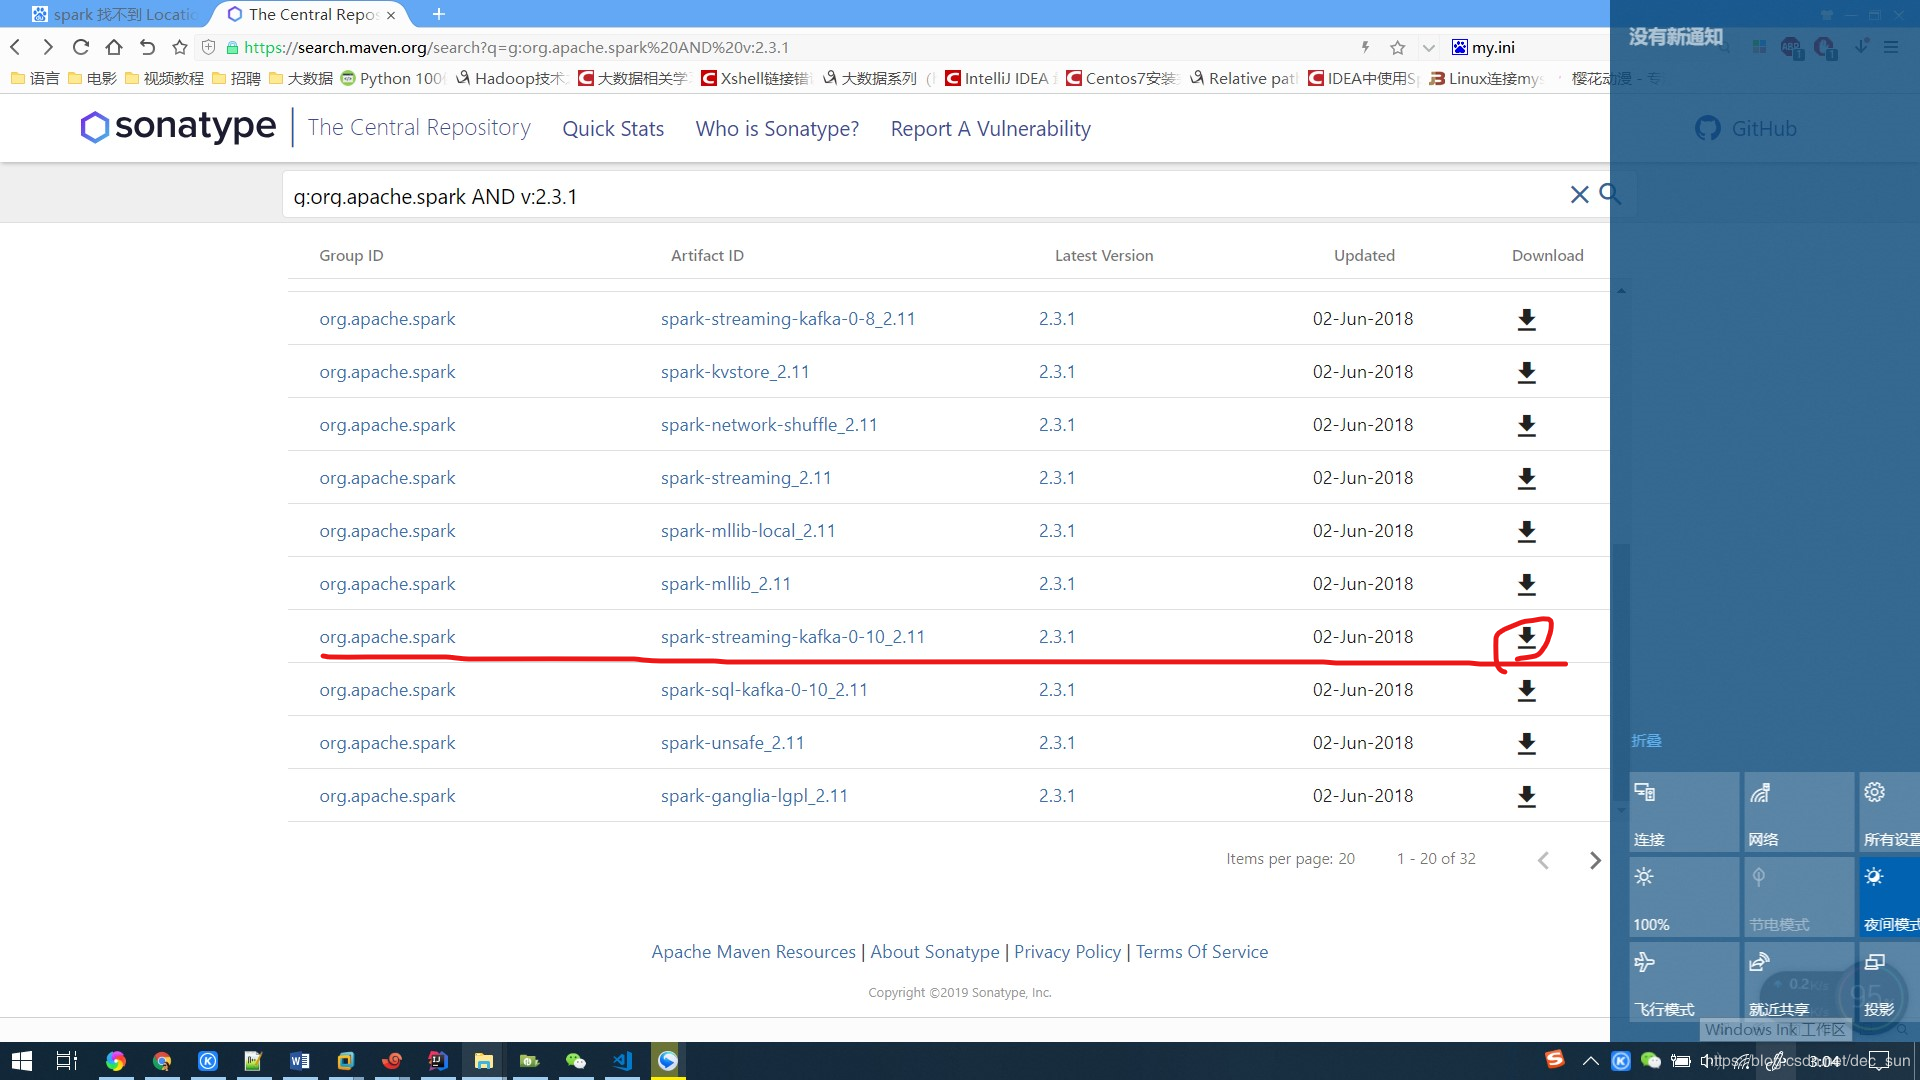 spark 找不到 Locatio
The Central Repos
没有新通知
https://search.maven.org/search?q=g:org.apache.spark%20AND%20v:2.3.1
my.ini
语言 电影 视频教程 招聘 大数据 Python 100 Hadoop技术 大数据相关学 Xshell链接错 大数据系列 ( IntelliJ IDEA Centos7安装 Relative pat IDEA中使用S Linux连接my 樱花动漫 - 专
sonatype The Central Repository Quick Stats Who is Sonatype? Report A Vulnerability GitHub
g:org.apache.spark AND v:2.3.1
Group ID Artifact ID Latest Version Updated Download
org.apache.spark spark-streaming-kafka-0-8_2.11 2.3.1 02-Jun-2018
org.apache.spark spark-kvstore_2.11 2.3.1 02-Jun-2018
org.apache.spark spark-network-shuffle_2.11 2.3.1 02-Jun-2018
org.apache.spark spark-streaming_2.11 2.3.1 02-Jun-2018
org.apache.spark spark-mllib-local_2.11 2.3.1 02-Jun-2018
org.apache.spark spark-mllib_2.11 2.3.1 02-Jun-2018
org.apache.spark spark-streaming-kafka-0-10_2.11 2.3.1 02-Jun-2018
org.apache.spark spark-sql-kafka-0-10_2.11 2.3.1 02-Jun-2018
org.apache.spark spark-unsafe_2.11 2.3.1 02-Jun-2018
org.apache.spark spark-ganglia-lgpl_2.11 2.3.1 02-Jun-2018
Items per page: 20 1 - 20 of 32
Apache Maven Resources | About Sonatype | Privacy Policy | Terms Of Service
Copyright ©2019 Sonatype, Inc.
折叠
连接 网络 所有设置
100% 节电模式 夜间模式
0.2K/s
95
飞行模式 就近共享 投影
Windows Ink 工作区
3:04
https://blog.csdn.net/dec_sun